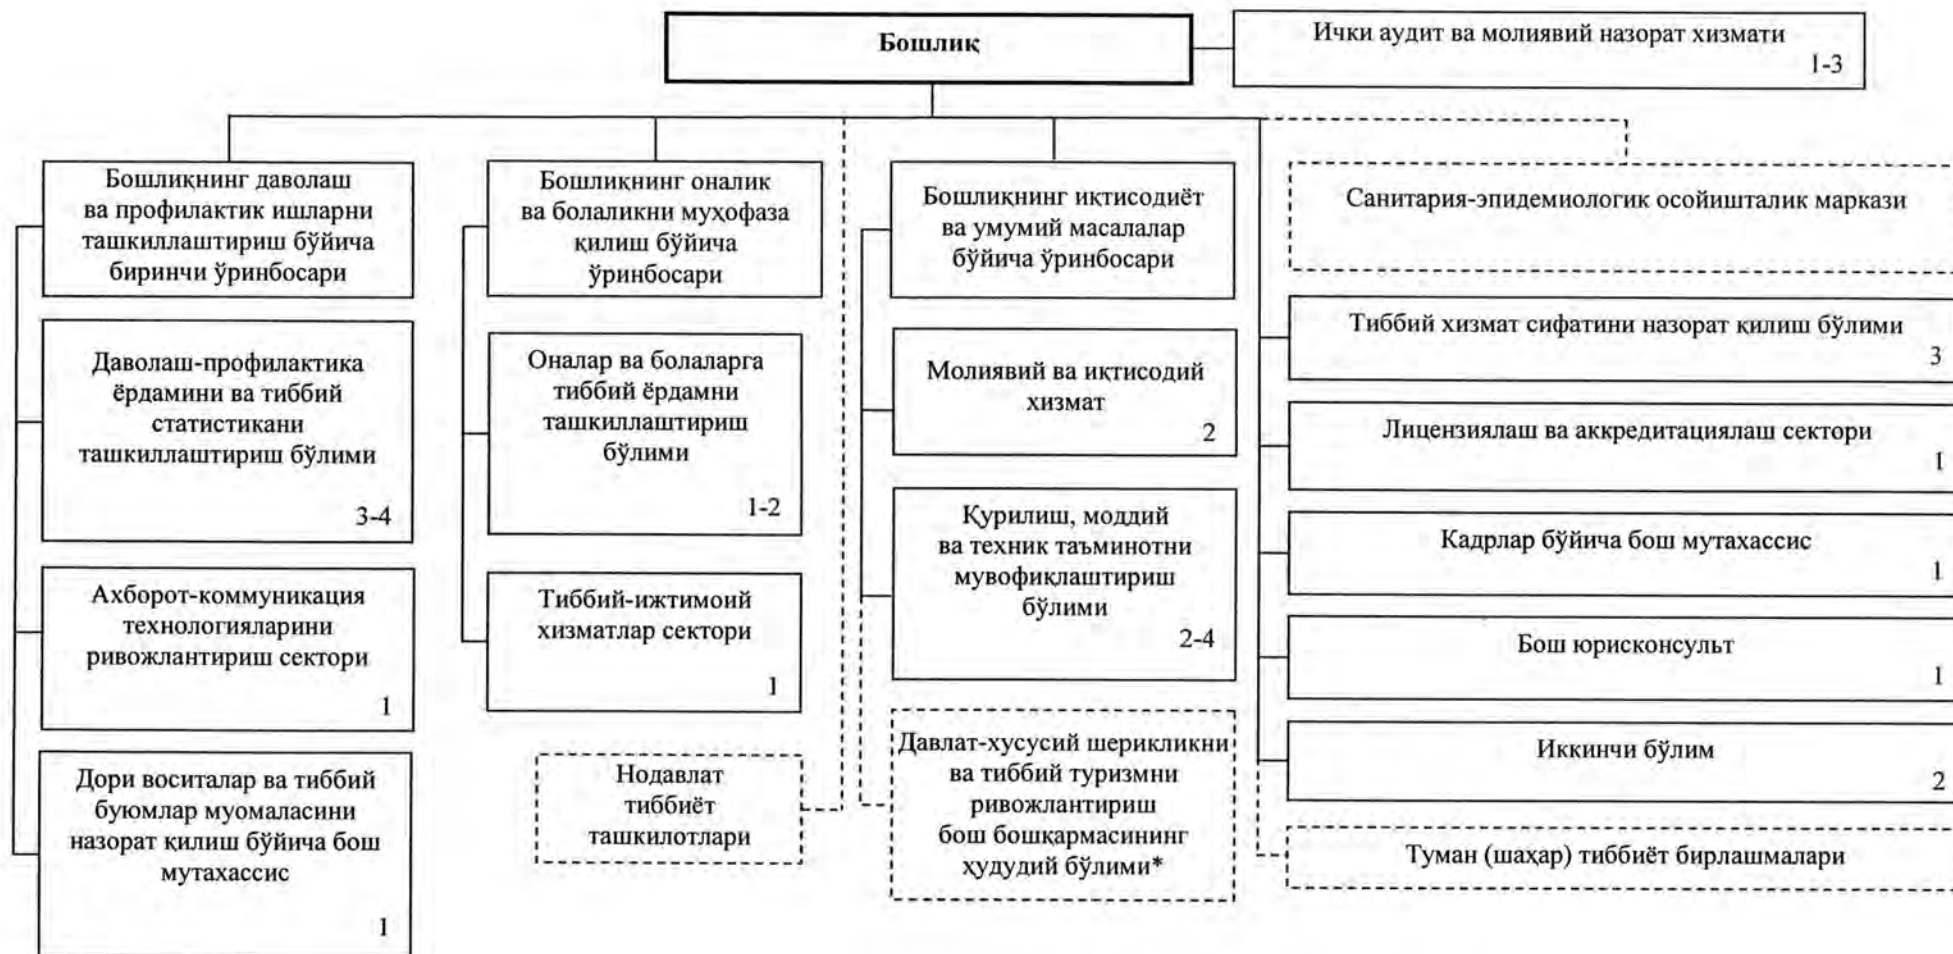 Бошлиқ
Ички аудит ва молиявий назорат хизмати
1-3
Бошлиқнинг даволаш
ва профилактик ишларни
ташкиллаштириш бўйича
биринчи ўринбосари
Даволаш-профилактика
ёрдамини ва тиббий
статистикани
ташкиллаштириш бўлими
3-4
Ахборот-коммуникация
технологияларини
ривожлантириш сектори
1
Дори воситалар ва тиббий
буюмлар муомаласини
назорат қилиш бўйича бош
мутахассис
1
Бошлиқнинг оналик
ва болаликни муҳофаза
қилиш бўйича
ўринбосари
Оналар ва болаларга
тиббий ёрдамни
ташкиллаштириш
бўлими
1-2
Тиббий-ижтимоий
хизматлар сектори
1
Нодавлат
тиббиёт
ташкилотлари
Бошлиқнинг иқтисодиёт
ва умумий масалалар
бўйича ўринбосари
Молиявий ва иқтисодий
хизмат
2
Қурилиш, моддий
ва техник таъминотни
мувофиқлаштириш
бўлими
2-4
Давлат-хусусий шерикликни
ва тиббий туризмни
ривожлантириш
бош бошқармасининг
ҳудудий бўлими*
Санитария-эпидемиологик осойишталик маркази
Тиббий хизмат сифатини назорат қилиш бўлими
3
Лицензиялаш ва аккредитациялаш сектори
1
Кадрлар бўйича бош мутахассис
1
Бош юрисконсульт
1
Иккинчи бўлим
2
Туман (шаҳар) тиббиёт бирлашмалари